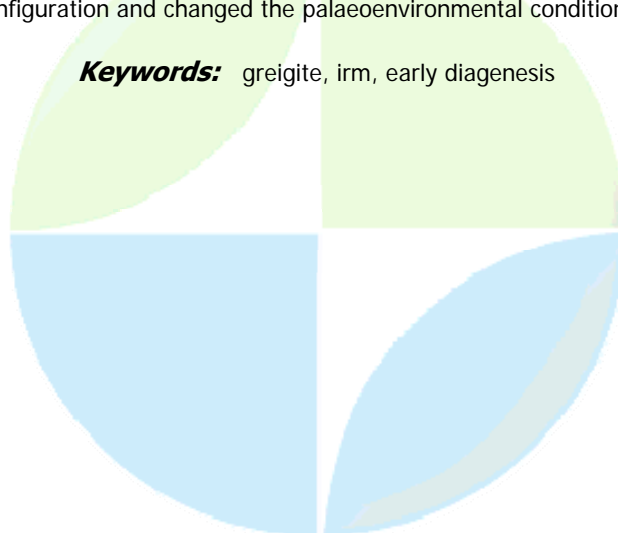 nfiguration and changed the palaeoenvironmental condition
Keywords: greigite, irm, early diagenesis